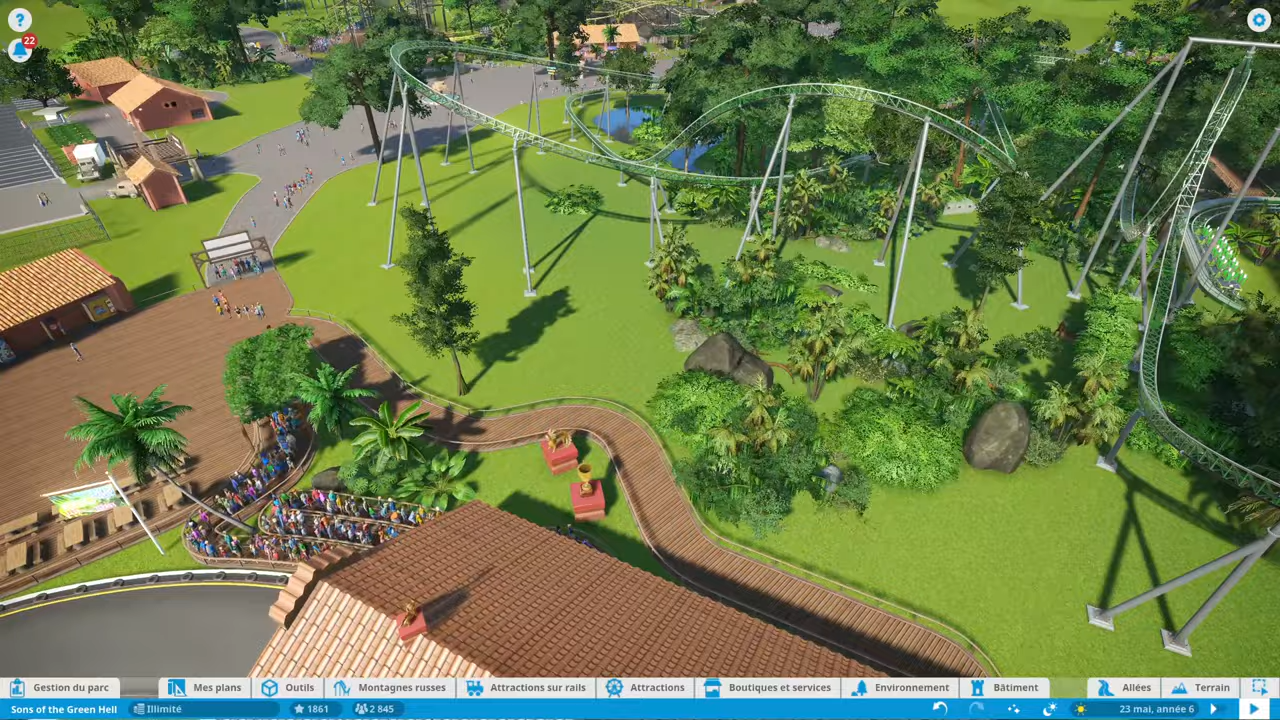 ?
22
Gestion du parc
Mes plans
Outils
Montagnes russes
Attractions sur rails
Attractions
Boutiques et services
Environnement
Bâtiment
Allées
Terrain
Sons of the Green Hell
Illimité
1861
2 845
23 mai, année 6